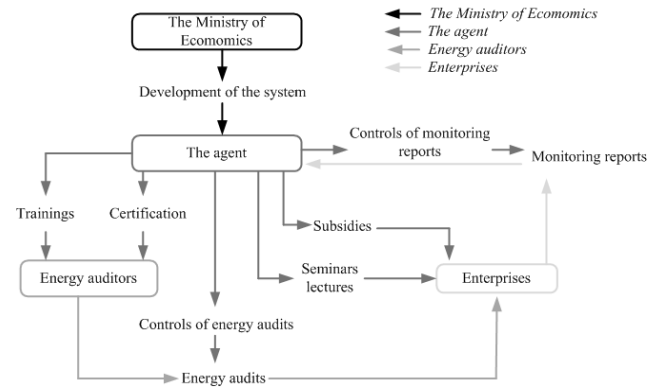 The Ministry of
Ecomomics
The Ministry of Ecomomics
The agent
Energy auditors
Enterprises
Development of the system
The agent
Controls of monitoring
reports
Monitoring reports
Trainings
Certification
Subsidies
Energy auditors
Seminars
lectures
Enterprises
Controls of energy audits
Energy audits